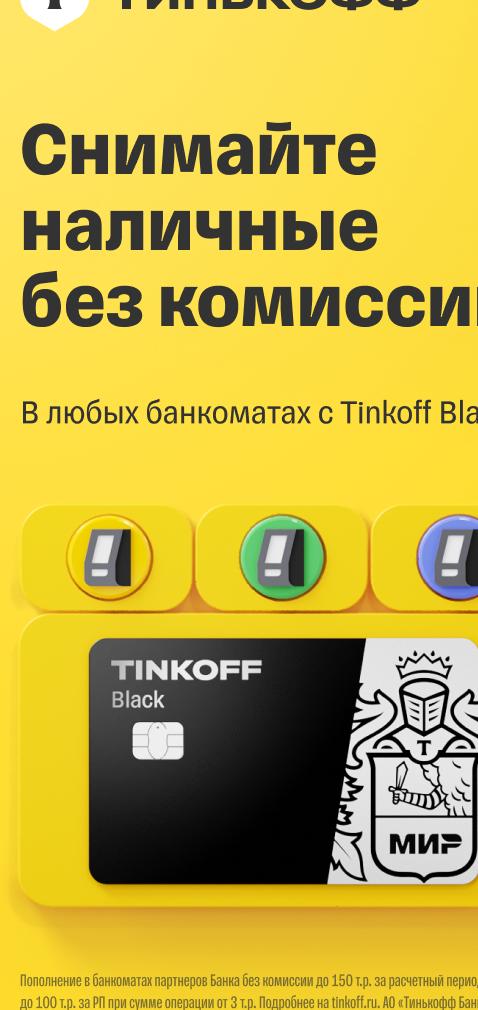 ТИНЬКОФФ
Снимайте
наличные
без комисси
В любых банкоматах с Tinkoff Bla
TINKOFF
Black
T
МИР
Пополнение в банкоматах партнеров Банка без комиссии до 150 т.р. за расчетный период,
до 100 т.р. за РП при сумме операции от 3 т.р. Подробнее на tinkoff.ru. АО «Тинькофф Бан